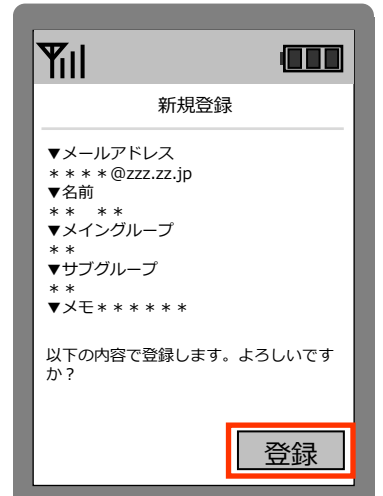 新規登録
▼メールアドレス
＊＊＊＊@zzz.zz.jp
▼名前
＊＊　＊＊
▼メイングループ
＊＊
▼サブグループ
＊＊
▼メモ＊＊＊＊＊＊
以下の内容で登録します。よろしいです
か？
登録